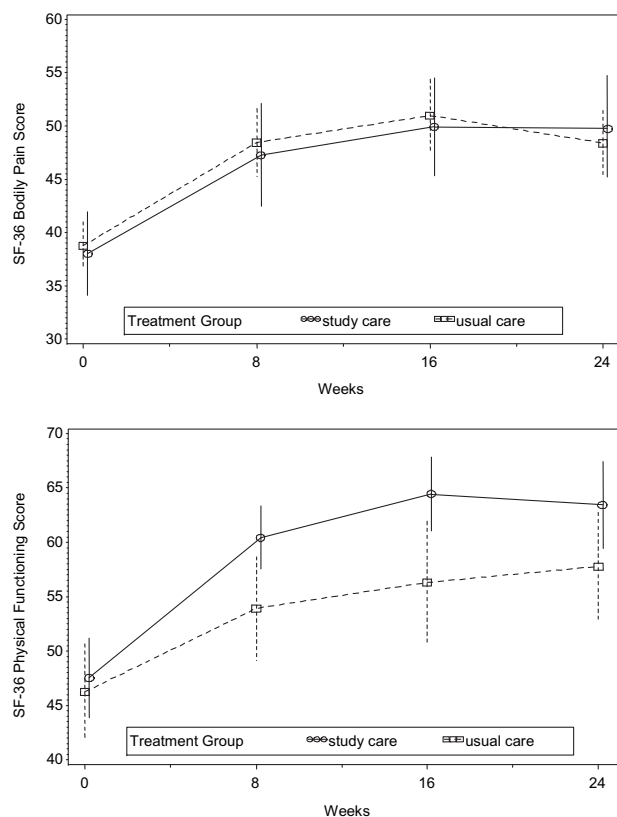 60
55
50
45
40
35
30
SF-36 Bodily Pain Score
Treatment Group study care usual care
0 8 16 24
Weeks
70
65
60
55
50
45
40
SF-36 Physical Functioning Score
Treatment Group study care usual care
0 8 16 24
Weeks